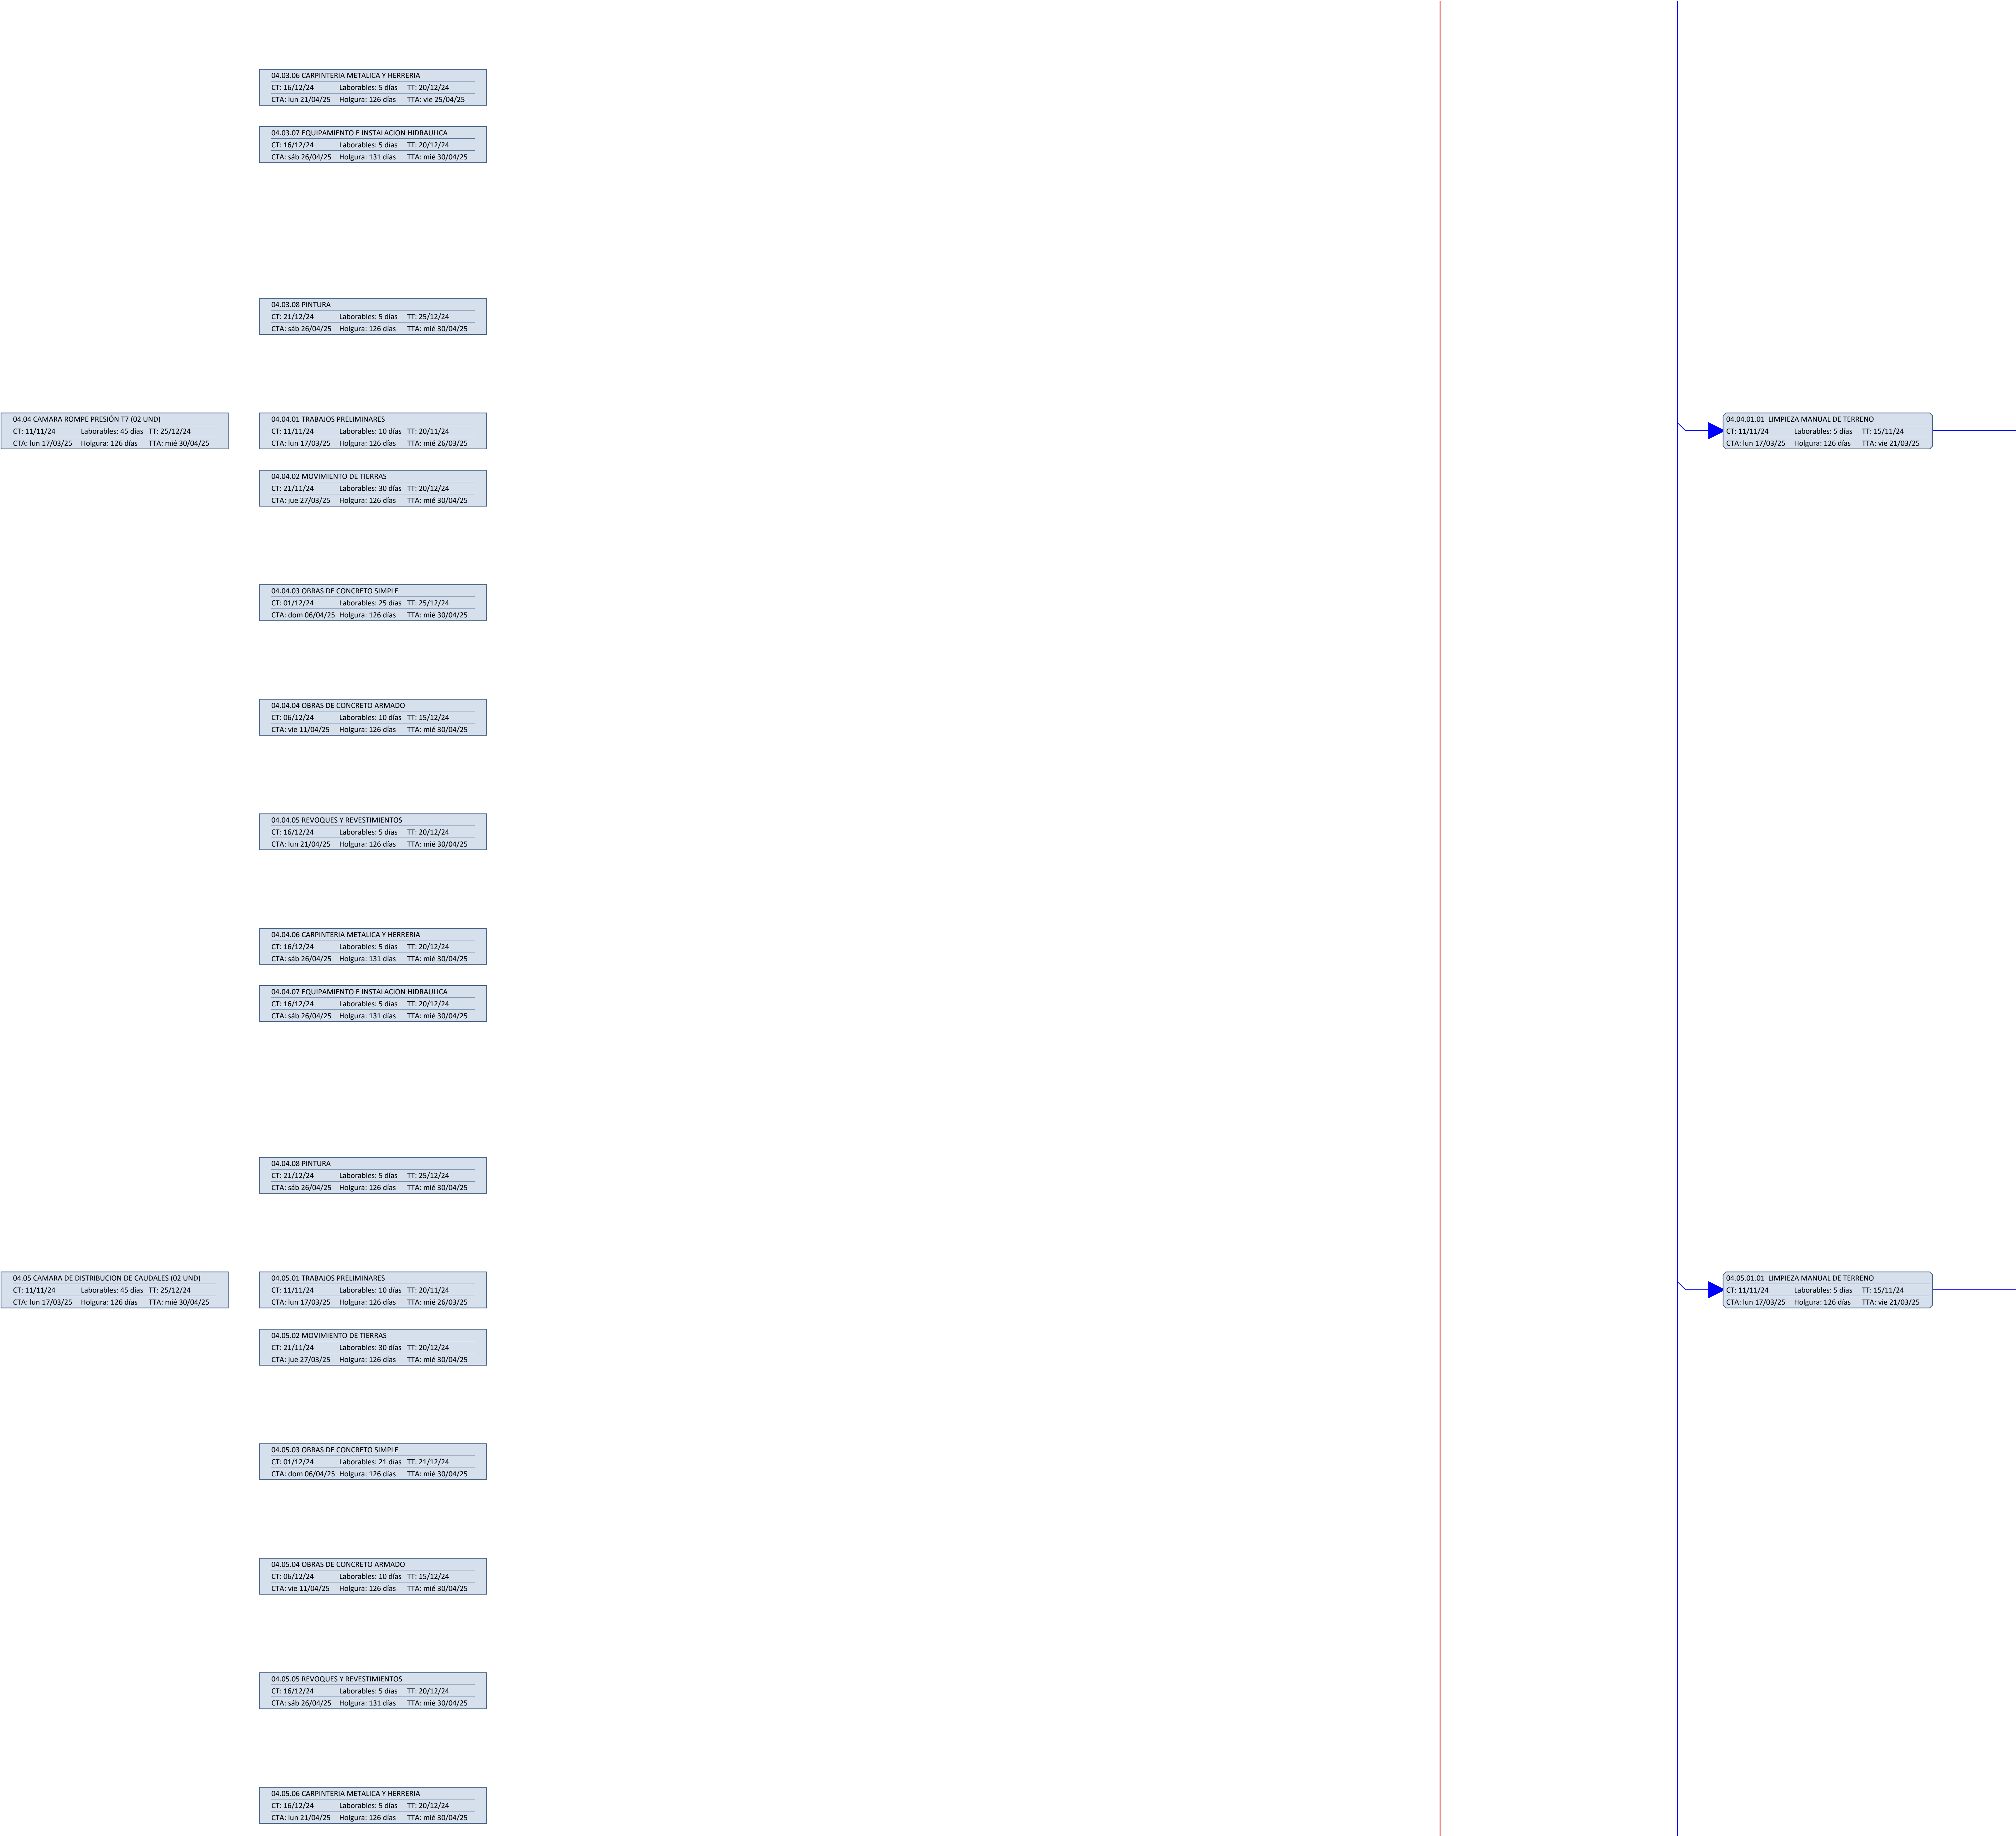 04.03.06 CARPINTERIA METALICA Y HERRERIA
CT: 16/12/24 Laborables: 5 días TT: 20/12/24
CTA: lun 21/04/25 Holgura: 126 días TTA: vie 25/04/25
04.03.07 EQUIPAMIENTO E INSTALACION HIDRAULICA
CT: 16/12/24 Laborables: 5 días TT: 20/12/24
CTA: sáb 26/04/25 Holgura: 131 días TTA: mié 30/04/25
04.03.08 PINTURA
CT: 21/12/24 Laborables: 5 días TT: 25/12/24
CTA: sáb 26/04/25 Holgura: 126 días TTA: mié 30/04/25
04.04 CAMARA ROMPE PRESIÓN T7 (02 UND)
CT: 11/11/24 Laborables: 45 días TT: 25/12/24
CTA: lun 17/03/25 Holgura: 126 días TTA: mié 30/04/25
04.04.01 TRABAJOS PRELIMINARES
CT: 11/11/24 Laborables: 10 días TT: 20/11/24
CTA: lun 17/03/25 Holgura: 126 días TTA: mié 26/03/25
04.04.01.01 LIMPIEZA MANUAL DE TERRENO
CT: 11/11/24 Laborables: 5 días TT: 15/11/24
CTA: lun 17/03/25 Holgura: 126 días TTA: vie 21/03/25
04.04.02 MOVIMIENTO DE TIERRAS
CT: 21/11/24 Laborables: 30 días TT: 20/12/24
CTA: jue 27/03/25 Holgura: 126 días TTA: mié 30/04/25
04.04.03 OBRAS DE CONCRETO SIMPLE
CT: 01/12/24 Laborables: 25 días TT: 25/12/24
CTA: dom 06/04/25 Holgura: 126 días TTA: mié 30/04/25
04.04.04 OBRAS DE CONCRETO ARMADO
CT: 06/12/24 Laborables: 10 días TT: 15/12/24
CTA: vie 11/04/25 Holgura: 126 días TTA: mié 30/04/25
04.04.05 REVOQUES Y REVESTIMIENTOS
CT: 16/12/24 Laborables: 5 días TT: 20/12/24
CTA: lun 21/04/25 Holgura: 126 días TTA: mié 30/04/25
04.04.06 CARPINTERIA METALICA Y HERRERIA
CT: 16/12/24 Laborables: 5 días TT: 20/12/24
CTA: sáb 26/04/25 Holgura: 131 días TTA: mié 30/04/25
04.04.07 EQUIPAMIENTO E INSTALACION HIDRAULICA
CT: 16/12/24 Laborables: 5 días TT: 20/12/24
CTA: sáb 26/04/25 Holgura: 131 días TTA: mié 30/04/25
04.04.08 PINTURA
CT: 21/12/24 Laborables: 5 días TT: 25/12/24
CTA: sáb 26/04/25 Holgura: 126 días TTA: mié 30/04/25
04.05 CAMARA DE DISTRIBUCION DE CAUDALES (02 UND)
CT: 11/11/24 Laborables: 45 días TT: 25/12/24
CTA: lun 17/03/25 Holgura: 126 días TTA: mié 30/04/25
04.05.01 TRABAJOS PRELIMINARES
CT: 11/11/24 Laborables: 10 días TT: 20/11/24
CTA: lun 17/03/25 Holgura: 126 días TTA: mié 26/03/25
04.05.01.01 LIMPIEZA MANUAL DE TERRENO
CT: 11/11/24 Laborables: 5 días TT: 15/11/24
CTA: lun 17/03/25 Holgura: 126 días TTA: vie 21/03/25
04.05.02 MOVIMIENTO DE TIERRAS
CT: 21/11/24 Laborables: 30 días TT: 20/12/24
CTA: jue 27/03/25 Holgura: 126 días TTA: mié 30/04/25
04.05.03 OBRAS DE CONCRETO SIMPLE
CT: 01/12/24 Laborables: 21 días TT: 21/12/24
CTA: dom 06/04/25 Holgura: 126 días TTA: mié 30/04/25
04.05.04 OBRAS DE CONCRETO ARMADO
CT: 06/12/24 Laborables: 10 días TT: 15/12/24
CTA: vie 11/04/25 Holgura: 126 días TTA: mié 30/04/25
04.05.05 REVOQUES Y REVESTIMIENTOS
CT: 16/12/24 Laborables: 5 días TT: 20/12/24
CTA: sáb 26/04/25 Holgura: 131 días TTA: mié 30/04/25
04.05.06 CARPINTERIA METALICA Y HERRERIA
CT: 16/12/24 Laborables: 5 días TT: 20/12/24
CTA: lun 21/04/25 Holgura: 126 días TTA: mié 30/04/25